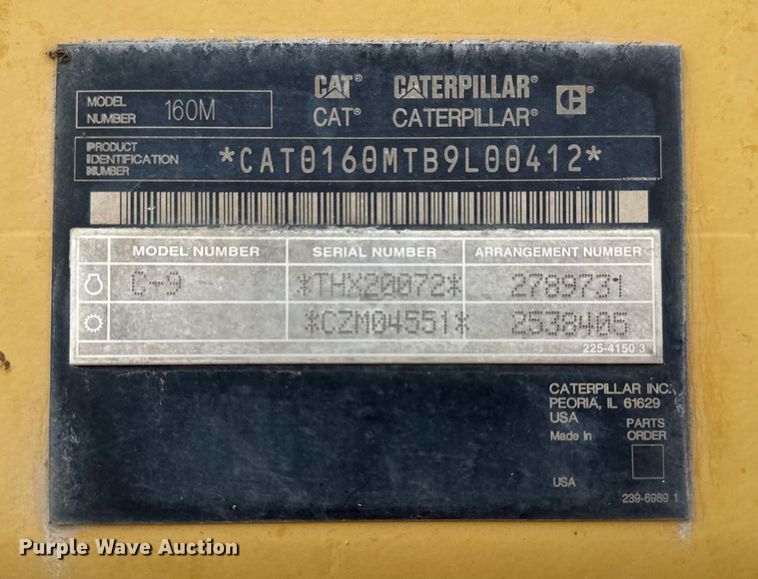 CAT® CATERPILLAR®
CAT® CATERPILLAR®
MODEL NUMBER 160M
PRODUCT IDENTIFICATION NUMBER *CAT0160MTB9L00412*
MODEL NUMBER SERIAL NUMBER ARRANGEMENT NUMBER
C-9 *THX20072* 2789731
*CZM04551* 2538405
225-4150 3
CATERPILLAR INC.
PEORIA, IL 61629
USA
Made In
PARTS
ORDER
USA
239-6989 1
Purple Wave Auction